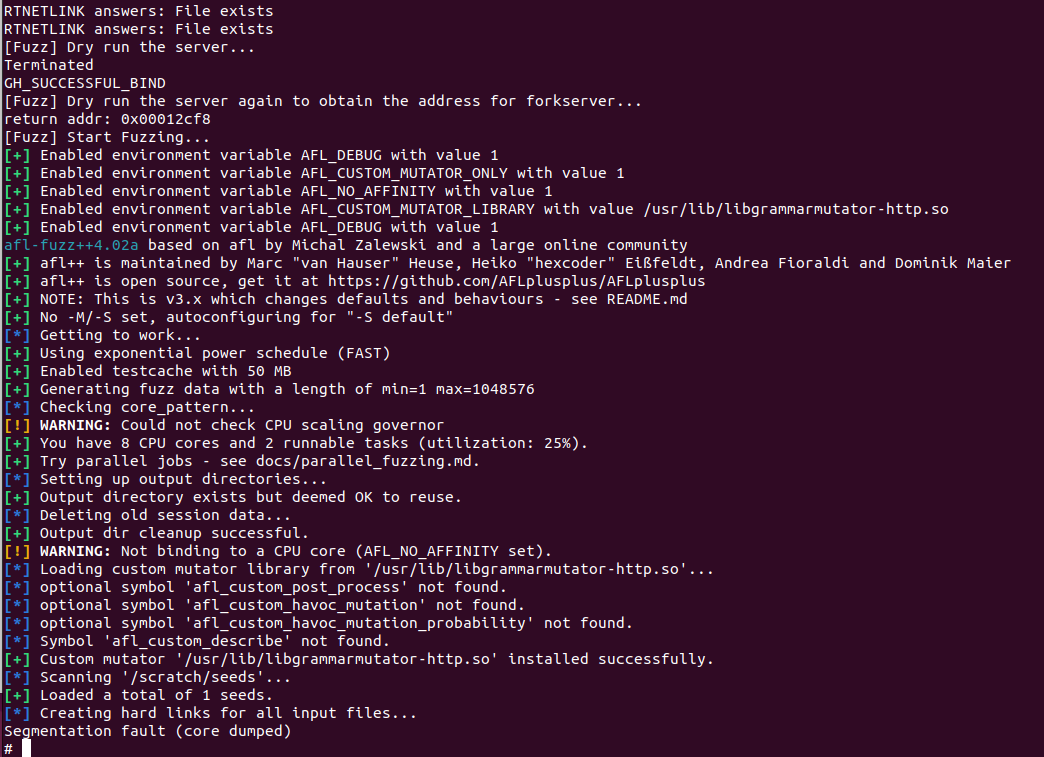 RTNETLINK answers: File exists
RTNETLINK answers: File exists
[Fuzz] Dry run the server...
Terminated
GH_SUCCESSFUL_BIND
[Fuzz] Dry run the server again to obtain the address for forkserver...
return addr: 0x00012cf8
[Fuzz] Start Fuzzing...
[+] Enabled environment variable AFL_DEBUG with value 1
[+] Enabled environment variable AFL_CUSTOM_MUTATOR_ONLY with value 1
[+] Enabled environment variable AFL_NO_AFFINITY with value 1
[+] Enabled environment variable AFL_CUSTOM_MUTATOR_LIBRARY with value /usr/lib/libgrammarmutator-http.so
[+] Enabled environment variable AFL_DEBUG with value 1
afl-fuzz++4.02a based on afl by Michal Zalewski and a large online community
[+] afl++ is maintained by Marc "van Hauser" Heuse, Heiko "hexcoder" Eißfeldt, Andrea Fioraldi and Dominik Maier
[+] afl++ is open source, get it at https://github.com/AFLplusplus/AFLplusplus
[+] NOTE: This is v3.x which changes defaults and behaviours - see README.md
[+] No -M/-S set, autoconfiguring for "-S default"
[*] Getting to work...
[+] Using exponential power schedule (FAST)
[+] Enabled testcache with 50 MB
[+] Generating fuzz data with a length of min=1 max=1048576
[*] Checking core_pattern...
[!] WARNING: Could not check CPU scaling governor
[+] You have 8 CPU cores and 2 runnable tasks (utilization: 25%).
[+] Try parallel jobs - see docs/parallel_fuzzing.md.
[*] Setting up output directories...
[+] Output directory exists but deemed OK to reuse.
[*] Deleting old session data...
[+] Output dir cleanup successful.
[!] WARNING: Not binding to a CPU core (AFL_NO_AFFINITY set).
[*] Loading custom mutator library from '/usr/lib/libgrammarmutator-http.so'...
[*] optional symbol 'afl_custom_post_process' not found.
[*] optional symbol 'afl_custom_havoc_mutation' not found.
[*] optional symbol 'afl_custom_havoc_mutation_probability' not found.
[*] Symbol 'afl_custom_describe' not found.
[+] Custom mutator '/usr/lib/libgrammarmutator-http.so' installed successfully.
[*] Scanning '/scratch/seeds'...
[+] Loaded a total of 1 seeds.
[*] Creating hard links for all input files...
Segmentation fault (core dumped)
#